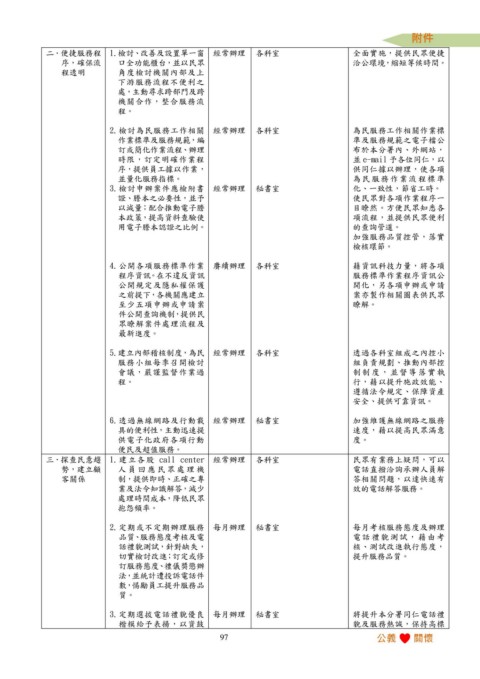 附件
二、便捷服務程
序，確保流
程透明
1.檢討、改善及設置單一窗
口全功能櫃台，並以民眾
角度檢討機關內部及上
下游服務流程不便利之
處，主動尋求跨部門及跨
機關合作，整合服務流
程。
經常辦理
各科室
全面實施，提供民眾便捷
洽公環境，縮短等候時間。
2.檢討為民服務工作相關
作業標準及服務規範，編
訂或簡化作業流程、辦理
時限，訂定明確作業程
序，提供員工據以作業，
並量化服務指標。
經常辦理
各科室
為民服務工作相關作業標
準及服務規範之電子檔公
布於本分署內、外網站，
並 e-mail 予各位同仁，以
供同仁據以辦理，使各項
為民服務作業流程標準
化、一致性，節省工時。
3.檢討申辦案件應檢附書
證、謄本之必要性，並予
以減量；配合推動電子謄
本政策，提高資料查驗使
用電子謄本認證之比例。
經常辦理
秘書室
使民眾對各項作業程序一
目瞭然，方便民眾知悉各
項流程，並提供民眾便利
的查詢管道。
加強服務品質控管，落實
檢核環節。
4.公開各項服務標準作業
程序資訊。在不違反資訊
公開規定及隱私權保護
之前提下，各機關應建立
至少五項申辦或申請案
件公開查詢機制，提供民
眾瞭解案件處理流程及
最新進度。
賡續辦理
各科室
藉資訊科技力量，將各項
服務標準作業程序資訊公
開化，另各項申辦或申請
案亦製作相關圖表供民眾
瞭解。
5.建立內部稽核制度，為民
服務小組每季召開檢討
會議，嚴謹監督作業過
程。
經常辦理
各科室
透過各科室組成之內控小
組負責規劃、推動內部控
制制度，並督導落實執
行，藉以提升施政效能、
遵循法令規定、保障資產
安全、提供可靠資訊。
6.透過無線網路及行動載
具的便利性，主動迅速提
供電子化政府各項行動
便民及超值服務。
經常辦理
秘書室
加強維護無線網路之服務
速度，藉以提高民眾滿意
度。
三、探查民意趨
勢，建立顧
客關係
1.建立各股 call center
人員回應民眾處理機
制，提供即時、正確之專
業及法令知識解答，減少
處理時間成本，降低民眾
抱怨頻率。
經常辦理
各科室
民眾有業務上疑問，可以
電話直撥洽詢承辦人員解
答相關問題，以達快速有
效的電話解答服務。
2.定期或不定期辦理服務
品質、服務態度考核及電
話禮貌測試，針對缺失，
切實檢討改進；訂定或修
訂服務態度、禮儀獎懲辦
法，並統計遭投訴電話件
數，惕勵員工提升服務品
質。
每月辦理
秘書室
每月考核服務態度及辦理
電話禮貌測試，藉由考
核、測試改進執行態度，
提升服務品質。
3.定期選拔電話禮貌優良
楷模給予表揚，以資鼓
每月辦理
秘書室
將提升本分署同仁電話禮
貌及服務熱誠，保持高標
97
公義 關懷